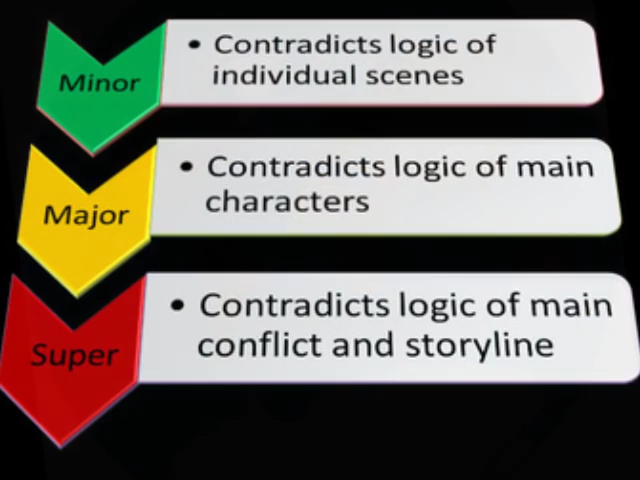 Minor
• Contradicts logic of
individual scenes
Major
• Contradicts logic of main
characters
Super
• Contradicts logic of main
conflict and storyline